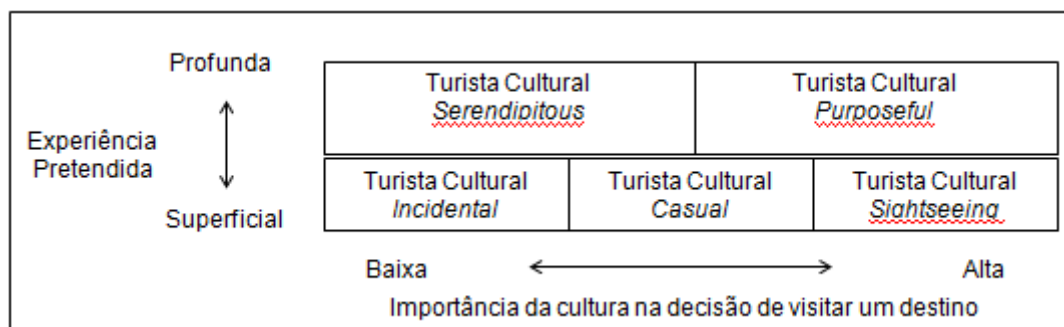 Profunda
Experiência
Pretendida
Superficial
Turista Cultural
Serendipitous
Turista Cultural
Purposeful
Turista Cultural
Incidental
Turista Cultural
Casual
Turista Cultural
Sightseeing
Baixa
Alta
Importância da cultura na decisão de visitar um destino